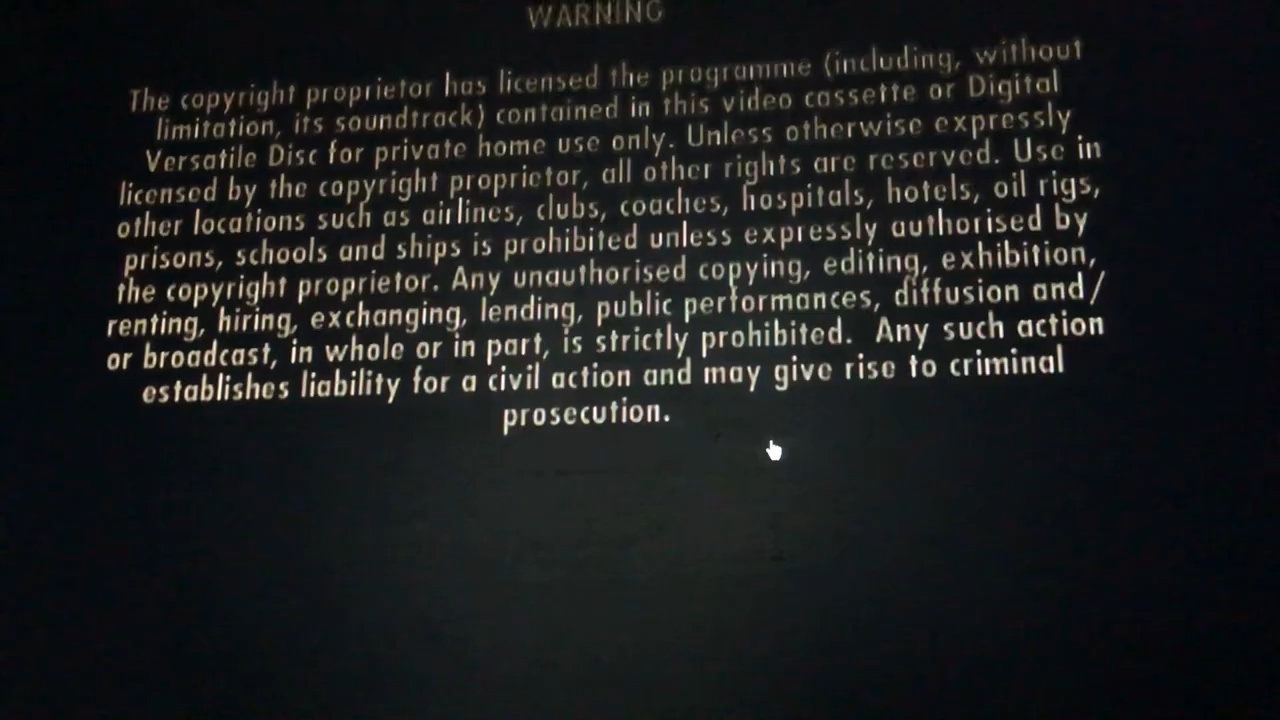 WARNING
The copyright proprietor has licensed the programme (including, without
limitation, its soundtrack) contained in this video cassette or Digital
Versatile Disc for private home use only. Unless otherwise expressly
licensed by the copyright proprietor, all other rights are reserved. Use in
other locations such as airlines, clubs, coaches, hospitals, hotels, oil rigs,
prisons, schools and ships is prohibited unless expressly authorised by
the copyright proprietor. Any unauthorised copying, editing, exhibition,
renting, hiring, exchanging, lending, public performances, diffusion and/
or broadcast, in whole or in part, is strictly prohibited. Any such action
establishes liability for a civil action and may give rise to criminal
prosecution.